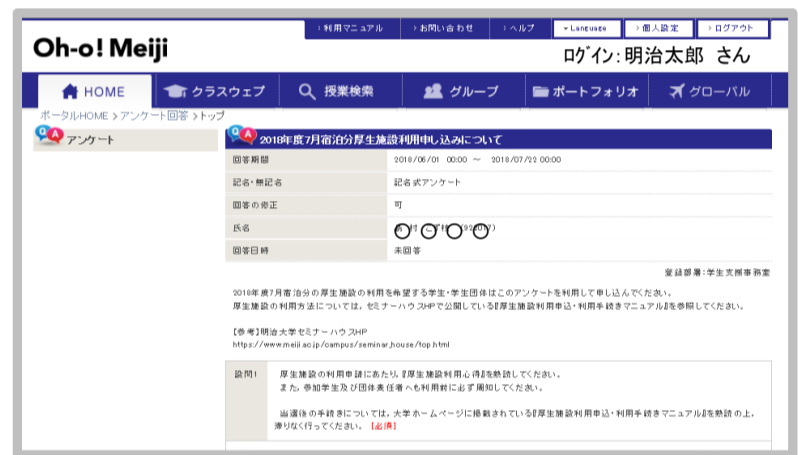 ›利用マニュアル ›お問い合わせ ›ヘルプ Language ›個人設定 ›ログアウト
Oh-o! Meiji
ログイン:明治太郎 さん
HOME クラスウェブ 授業検索 グループ ポートフォリオ グローバル
ポータルHOME ›アンケート回答 ›トップ
アンケート
2018年度7月宿泊分厚生施設利用申し込みについて
回答期間 2018/06/01 00:00 ～ 2018/07/22 00:00
記名・無記名 記名式アンケート
回答の修正 可
氏名
回答日時 未回答
登録部署:学生支援事務室
2018年度7月宿泊分の厚生施設の利用を希望する学生・学生団体はこのアンケートを利用して申し込んでください。
厚生施設の利用方法については、セミナーハウスHPで公開している『厚生施設利用申込・利用手続きマニュアル』を参照してください。
【参考】明治大学セミナーハウスHP
https://www.meiji.ac.jp/campus/seminar_house/top.html
設問1 厚生施設の利用申請にあたり、『厚生施設利用心得』を熟読してください。
また、参加学生及び団体責任者へも利用前に必ず周知してください。
当選後の手続きについては、大学ホームページに掲載されている『厚生施設利用申込・利用手続きマニュアル』を熟読の上、
滞りなく行ってください。【必須】